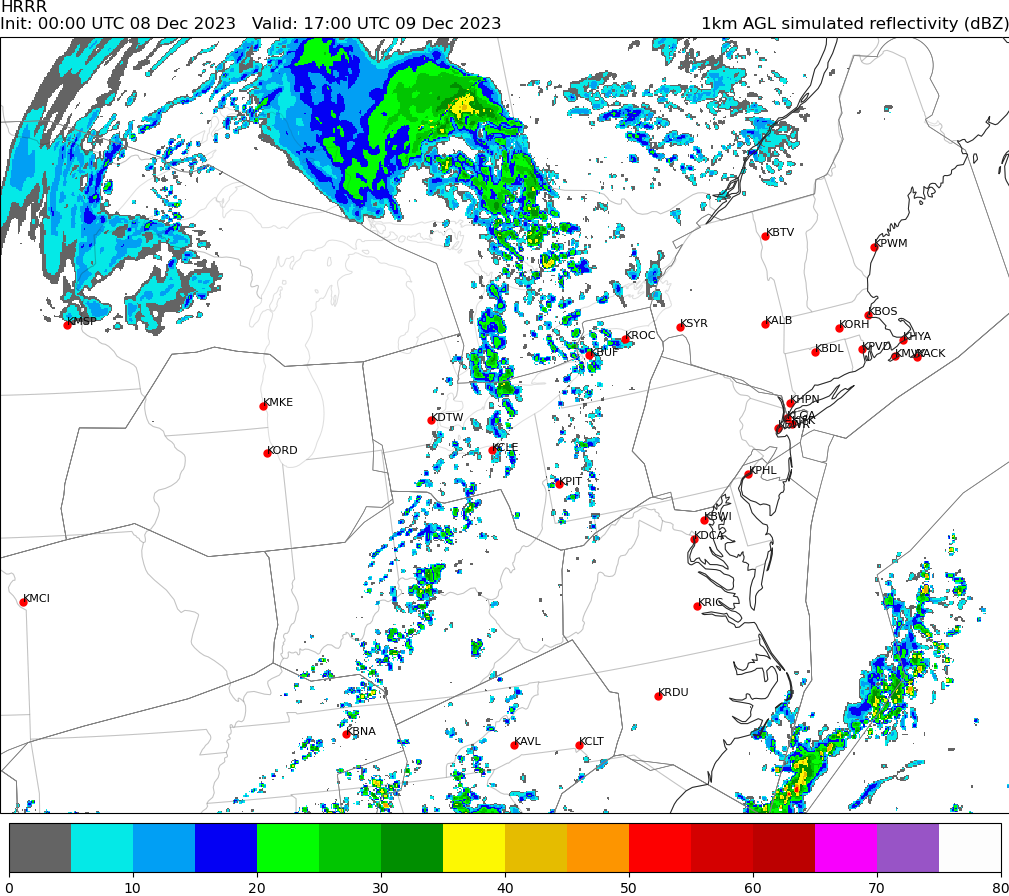 HRRR
Init: 00:00 UTC 08 Dec 2023 Valid: 17:00 UTC 09 Dec 2023
1km AGL simulated reflectivity (dBZ)
KBTV
KPWM
KMSP
KBOS
KSYR
KALB
KORH
KROC
KHYA
KBUF
KBDL
KPVD
KACK
KMKE
KHPN
KDTW
KLGA
KORD
KCLE
KPHL
KPIT
KBWI
KDCA
KMCI
KRIC
KRDU
KBNA
KAVL
KCLT
0 10 20 30 40 50 60 70 80